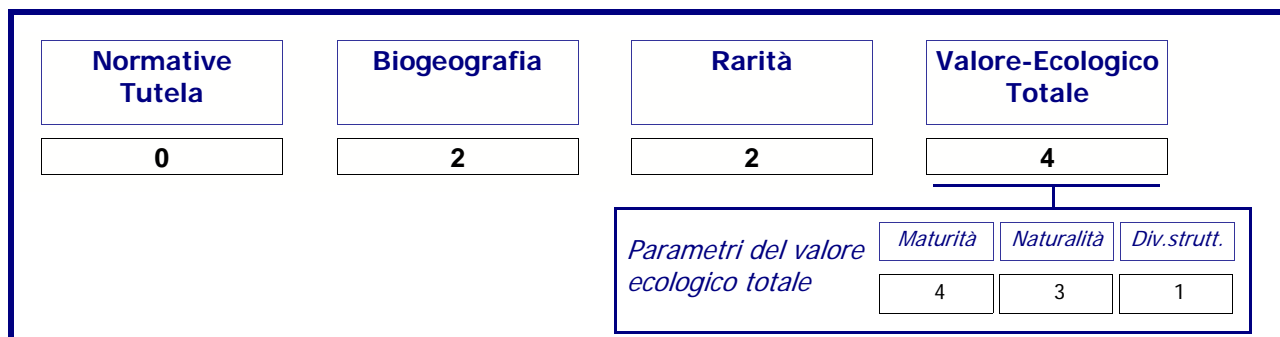 Normative Tutela
Biogeografia
Rarità
Valore-Ecologico Totale
0
2
2
4
Parametri del valore ecologico totale
Maturità
Naturalità
Div.strutt.
4
3
1